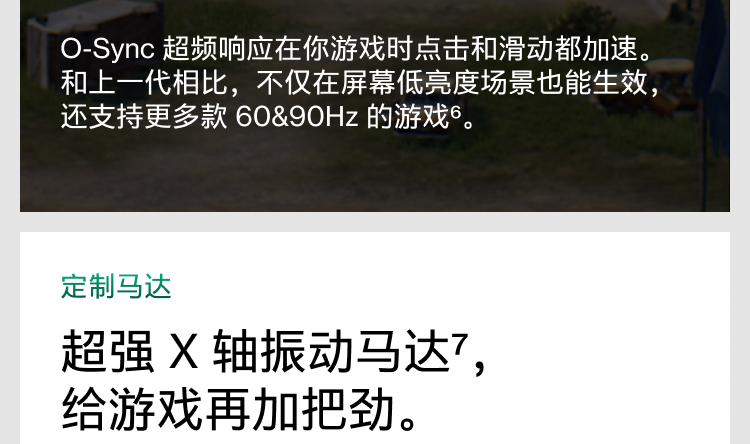 O-Sync 超频响应在你游戏时点击和滑动都加速。
和上一代相比，不仅在屏幕低亮度场景也能生效，
还支持更多款 60&90Hz 的游戏⁶。
定制马达
超强 X 轴振动马达⁷，
给游戏再加把劲。